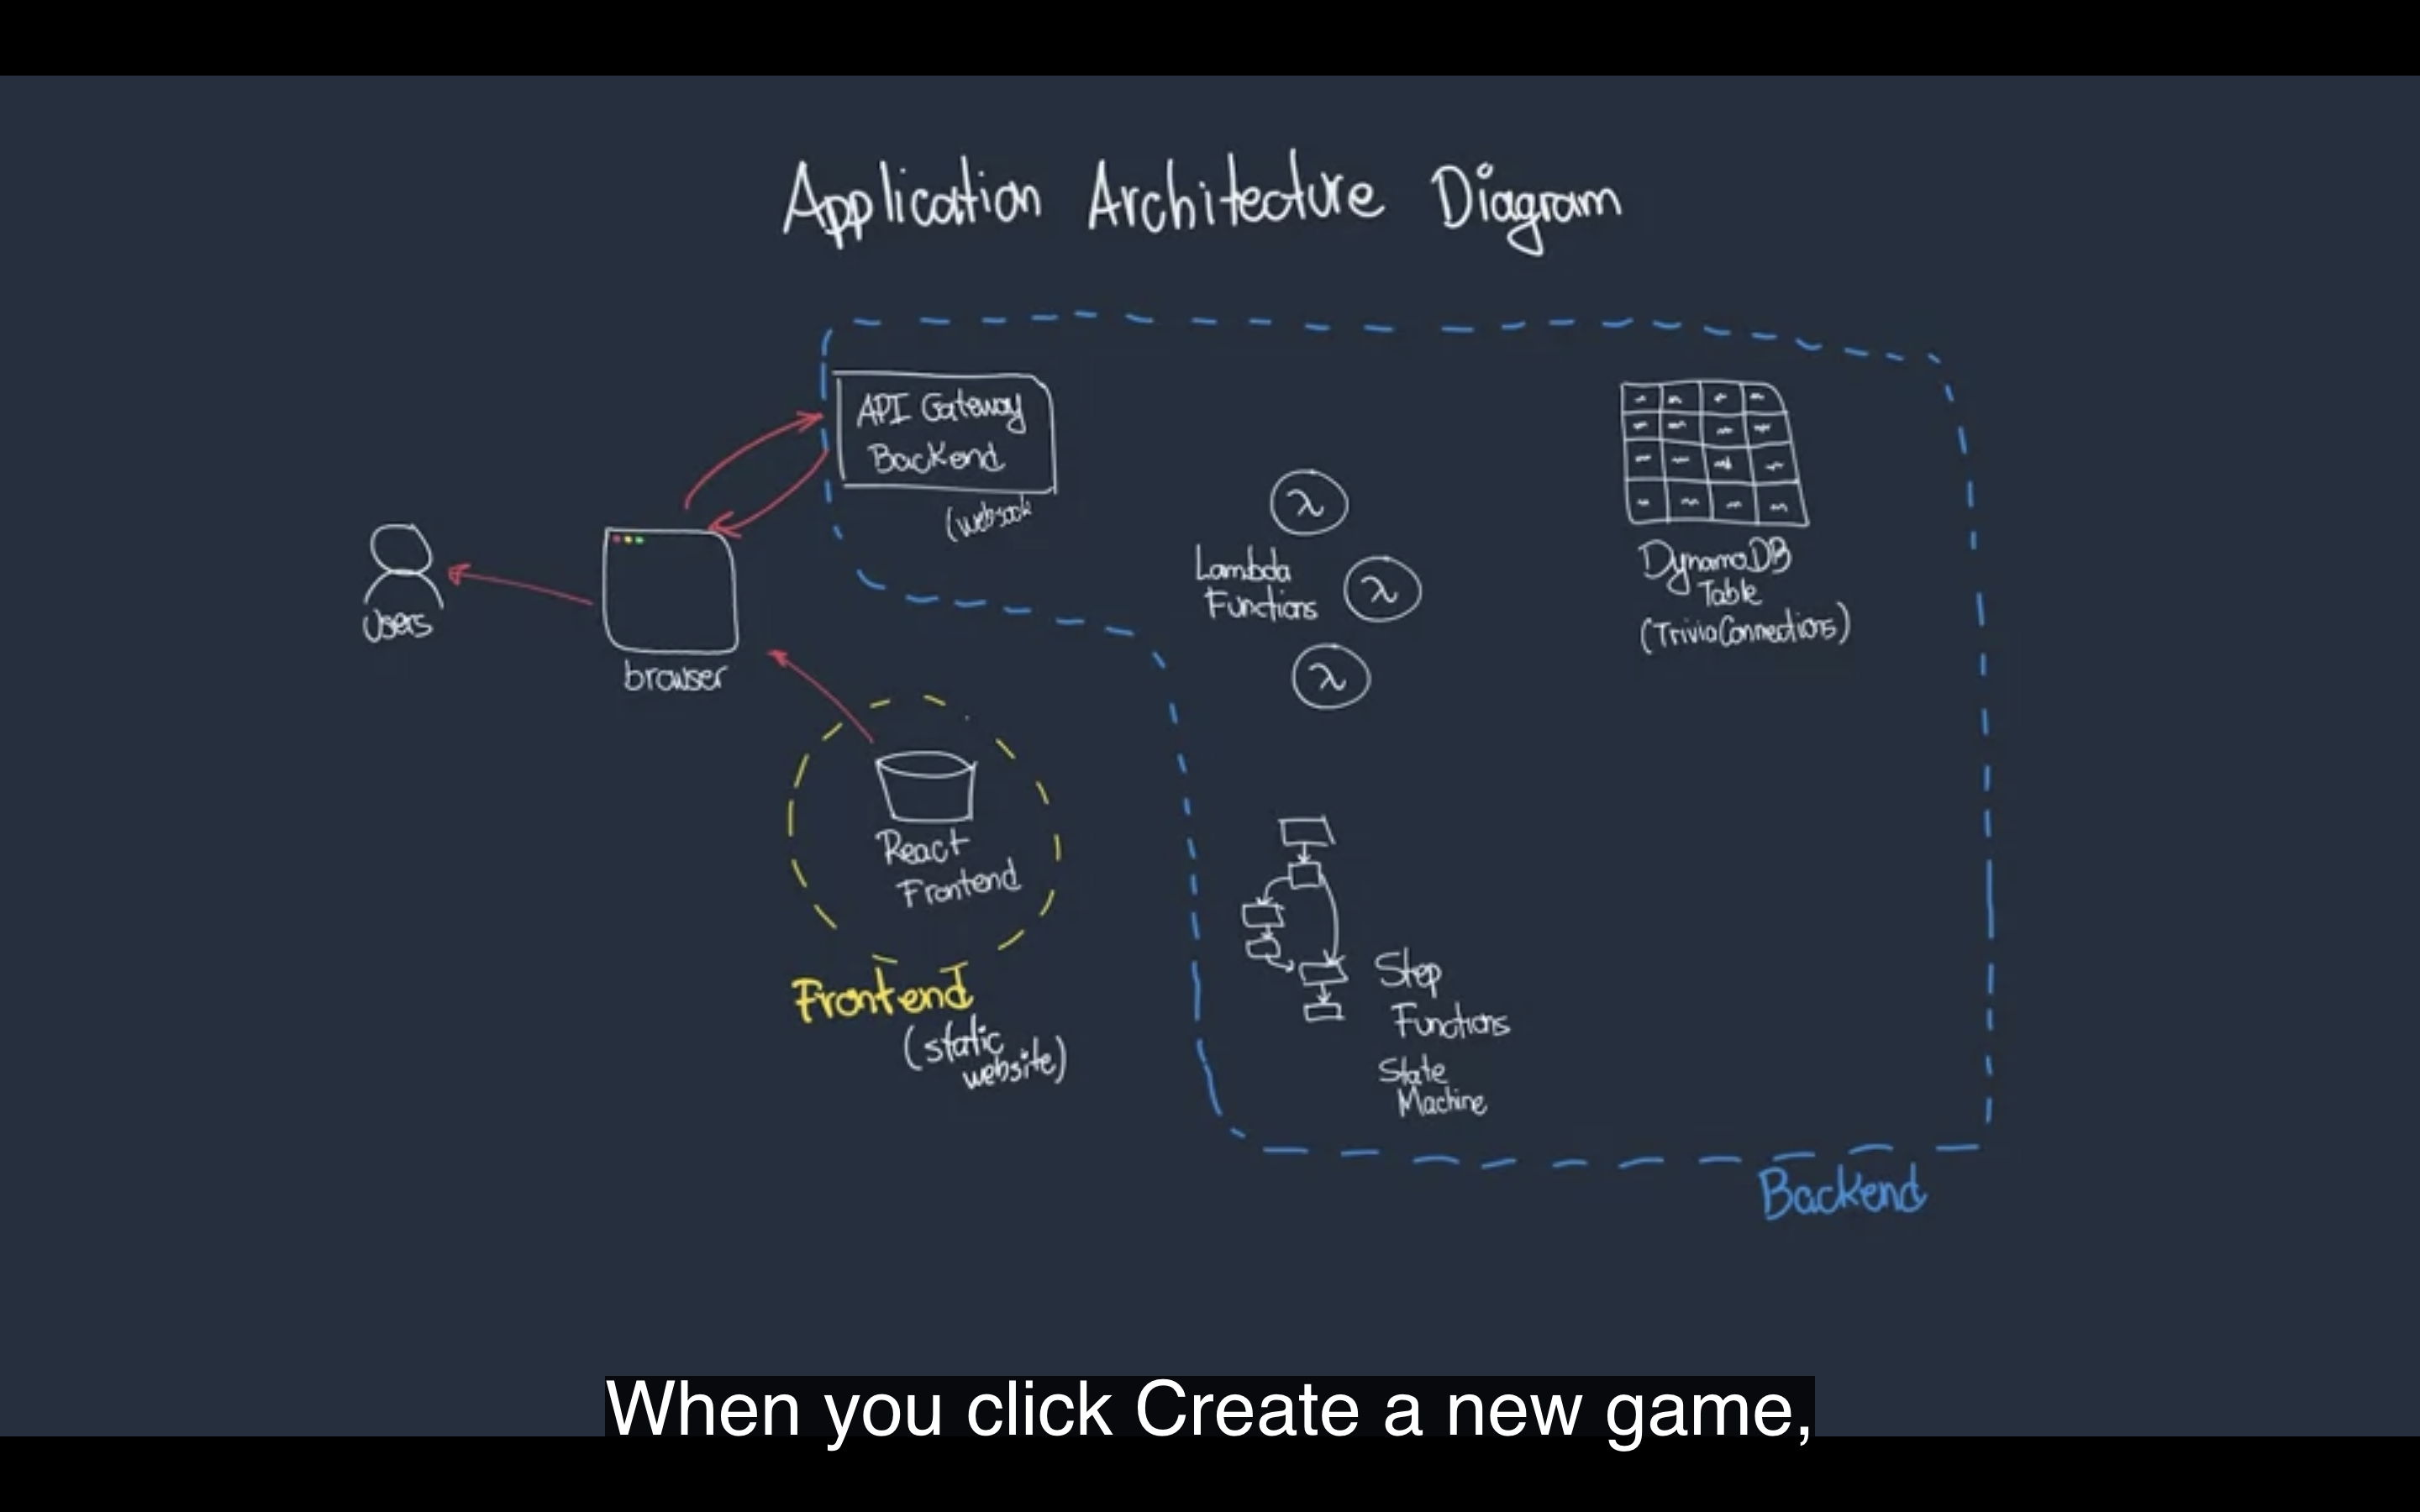 Application Architecture Diagram
API Gateway
Backend
(websock
Users
browser
Lambda
Functions
λ
λ
λ
DynamoDB
Table
(TriviaConnections)
React
Frontend
Frontend
(static
website)
Step
Functions
State
Machine
Backend
When you click Create a new game,